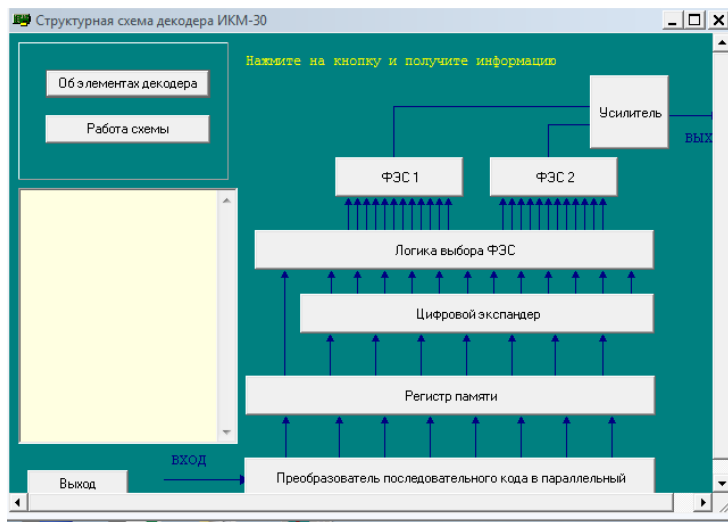 Структурная схема декодера ИКМ-30
Нажмите на кнопку и получите информацию
Об элементах декодера
Работа схемы
Усилитель
ВЫХ
ФЭС 1
ФЭС 2
Логика выбора ФЭС
Цифровой экспандер
Регистр памяти
ВХОД
Преобразователь последовательного кода в параллельный
Выход